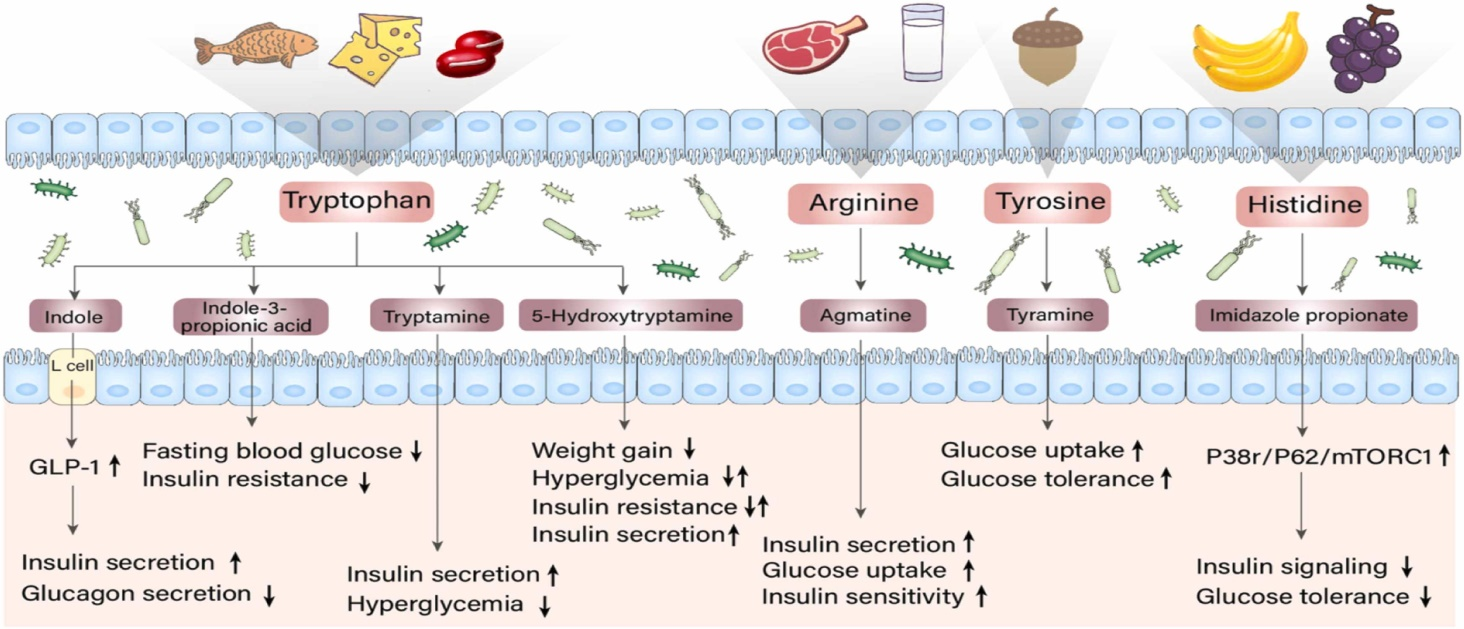 Tryptophan
Arginine
Tyrosine
Histidine
Indole
Indole-3-
propionic acid
Tryptamine
5-Hydroxytryptamine
Agmatine
Tyramine
Imidazole propionate
L cell
GLP-1 ↑
Fasting blood glucose ↓
Insulin resistance ↓
Weight gain ↓
Hyperglycemia ↓↑
Insulin resistance ↓↑
Insulin secretion ↑
Glucose uptake ↑
Glucose tolerance ↑
P38r/P62/mTORC1 ↑
Insulin secretion ↑
Glucagon secretion ↓
Insulin secretion ↑
Hyperglycemia ↓
Insulin secretion ↑
Glucose uptake ↑
Insulin sensitivity ↑
Insulin signaling ↓
Glucose tolerance ↓